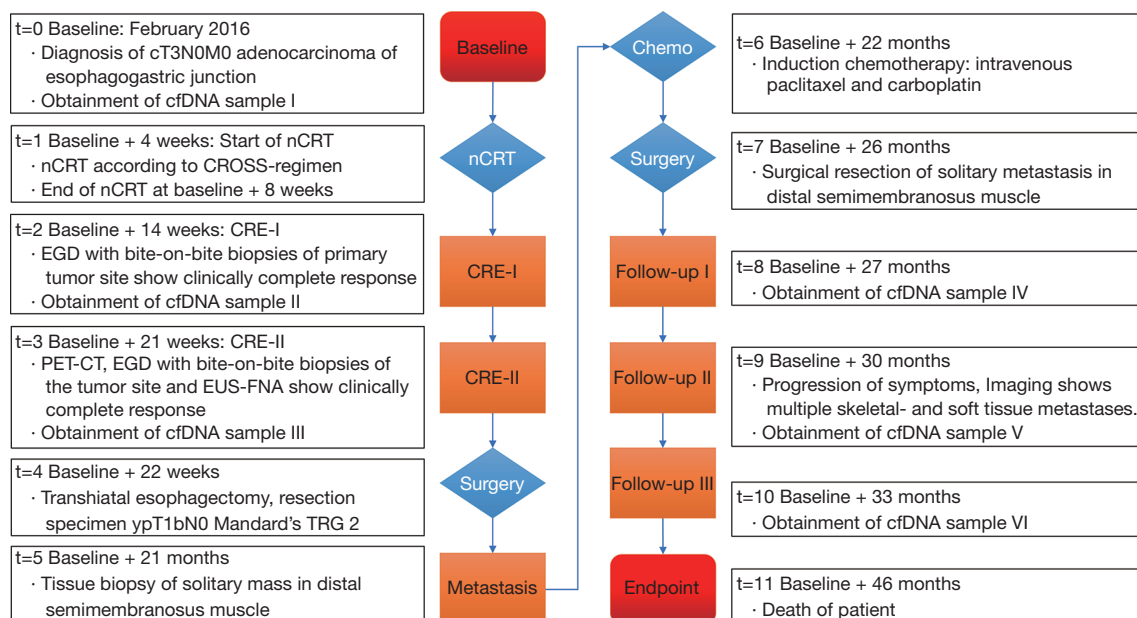 t=0 Baseline: February 2016
· Diagnosis of cT3N0M0 adenocarcinoma of
esophagogastric junction
· Obtainment of cfDNA sample I
t=1 Baseline + 4 weeks: Start of nCRT
· nCRT according to CROSS-regimen
· End of nCRT at baseline + 8 weeks
t=2 Baseline + 14 weeks: CRE-I
· EGD with bite-on-bite biopsies of primary
tumor site show clinically complete response
· Obtainment of cfDNA sample II
t=3 Baseline + 21 weeks: CRE-II
· PET-CT, EGD with bite-on-bite biopsies of
the tumor site and EUS-FNA show clinically
complete response
· Obtainment of cfDNA sample III
t=4 Baseline + 22 weeks
· Transhiatal esophagectomy, resection
specimen ypT1bN0 Mandard's TRG 2
t=5 Baseline + 21 months
· Tissue biopsy of solitary mass in distal
semimembranosus muscle
Baseline
nCRT
CRE-I
CRE-II
Surgery
Metastasis
Chemo
Surgery
Follow-up I
Follow-up II
Follow-up III
Endpoint
t=6 Baseline + 22 months
· Induction chemotherapy: intravenous
paclitaxel and carboplatin
t=7 Baseline + 26 months
· Surgical resection of solitary metastasis in
distal semimembranosus muscle
t=8 Baseline + 27 months
· Obtainment of cfDNA sample IV
t=9 Baseline + 30 months
· Progression of symptoms, Imaging shows
multiple skeletal- and soft tissue metastases.
· Obtainment of cfDNA sample V
t=10 Baseline + 33 months
· Obtainment of cfDNA sample VI
t=11 Baseline + 46 months
· Death of patient